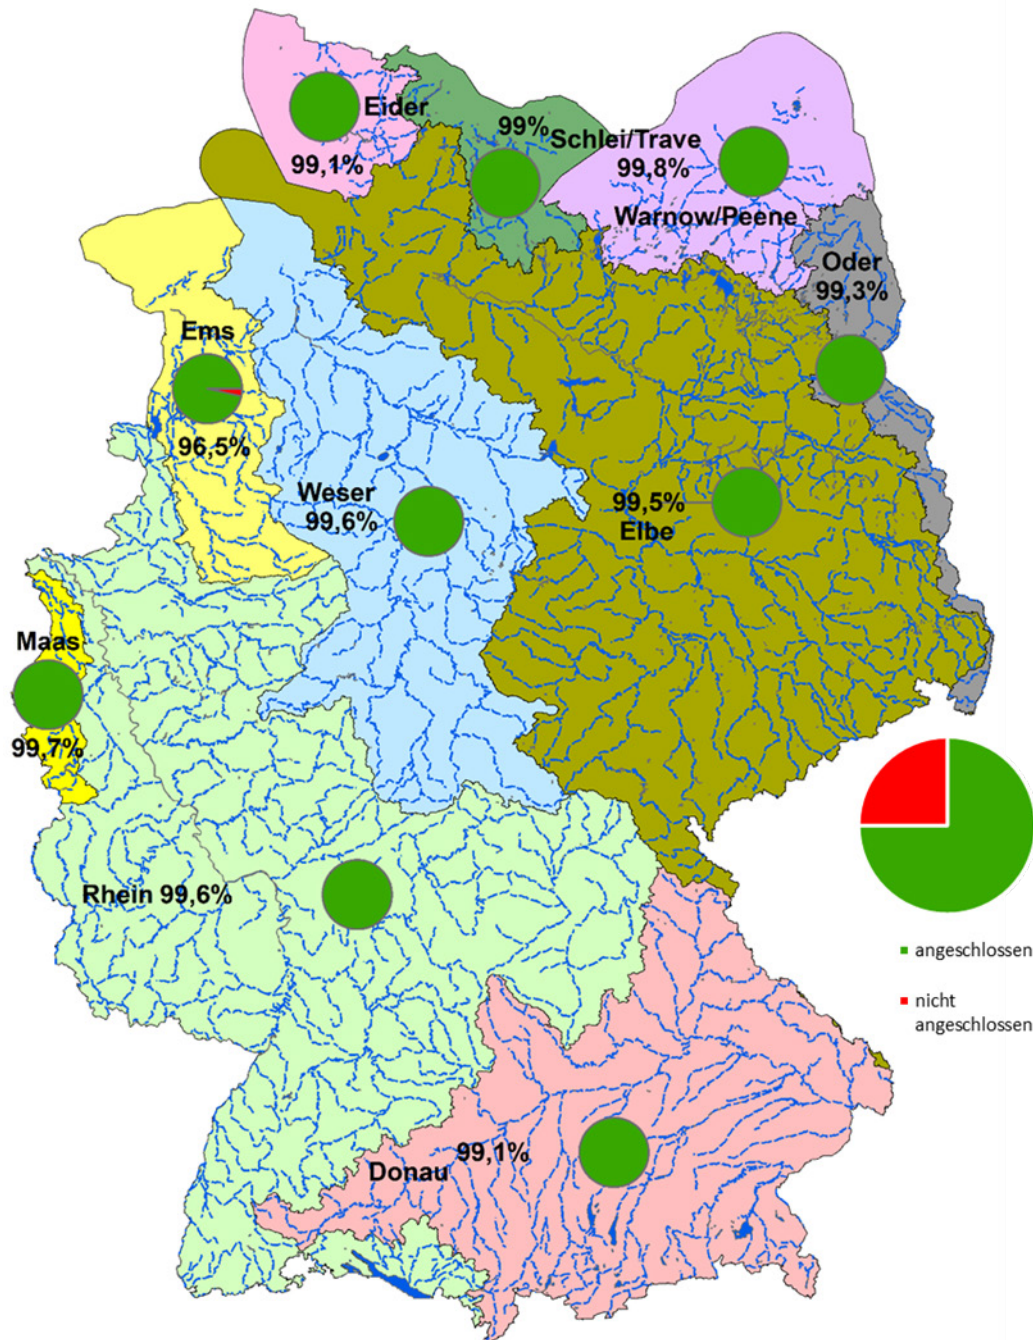 Eider
99,1%
99%
Schlei/Trave
99,8%
Warnow/Peene
Oder
99,3%
Ems
96,5%
Weser
99,6%
99,5%
Elbe
Maas
99,7%
Rhein 99,6%
angeschlossen
nicht
angeschlossen
99,1%
Donau